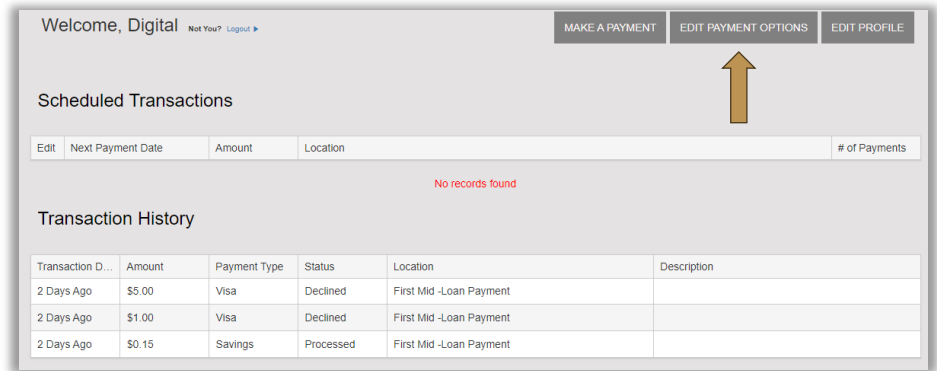 Welcome, Digital Not You? Logout ▶ MAKE A PAYMENT EDIT PAYMENT OPTIONS EDIT PROFILE
Scheduled Transactions
Edit Next Payment Date Amount Location # of Payments
No records found
Transaction History
Transaction D... Amount Payment Type Status Location Description
2 Days Ago $5.00 Visa Declined First Mid -Loan Payment
2 Days Ago $1.00 Visa Declined First Mid -Loan Payment
2 Days Ago $0.15 Savings Processed First Mid -Loan Payment